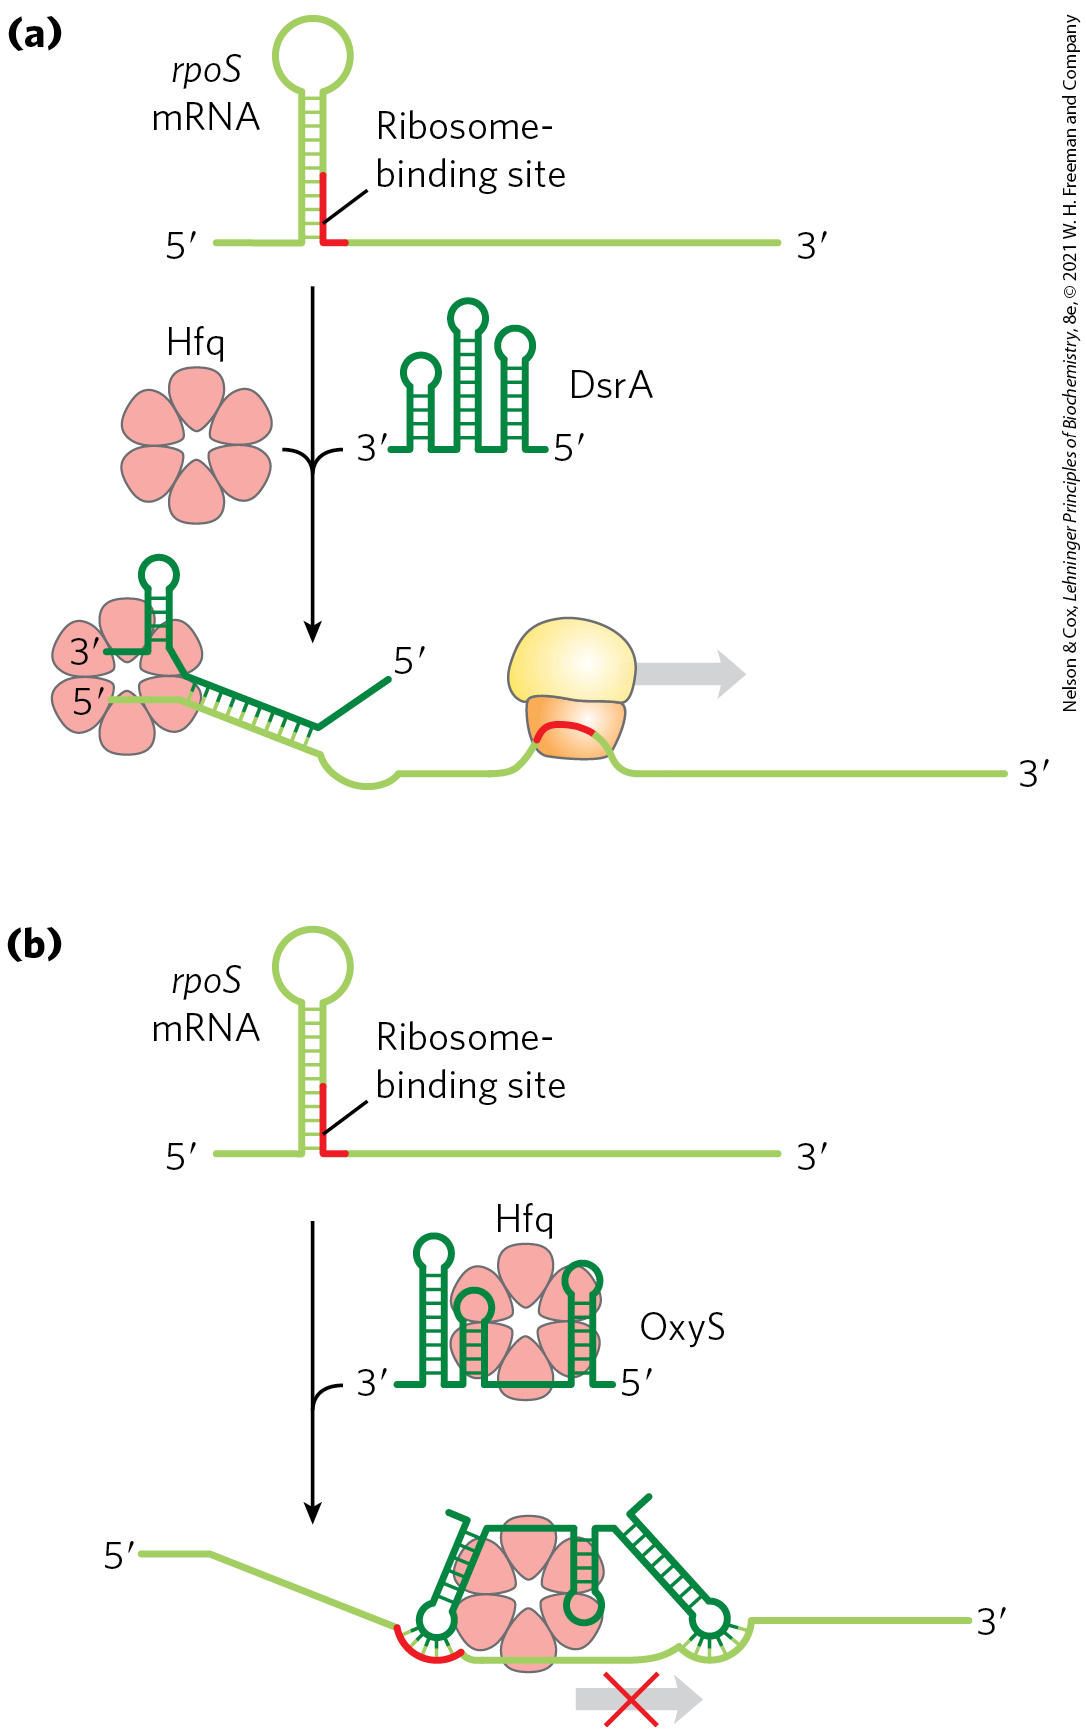 (a)
rpoS
mRNA
Ribosome-
binding site
5′
3′
Hfq
DsrA
3′
5′
3′
5′
5′
3′
(b)
rpoS
mRNA
Ribosome-
binding site
5′
3′
Hfq
OxyS
3′
5′
5′
3′
Nelson & Cox, Lehninger Principles of Biochemistry, 8e, © 2021 W. H. Freeman and Company